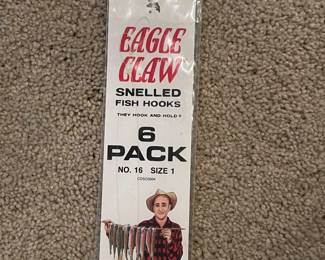 EAGLE
CLAW
SNELLED
FISH HOOKS
THEY HOOK AND HOLD
6
PACK
NO. 16 SIZE 1